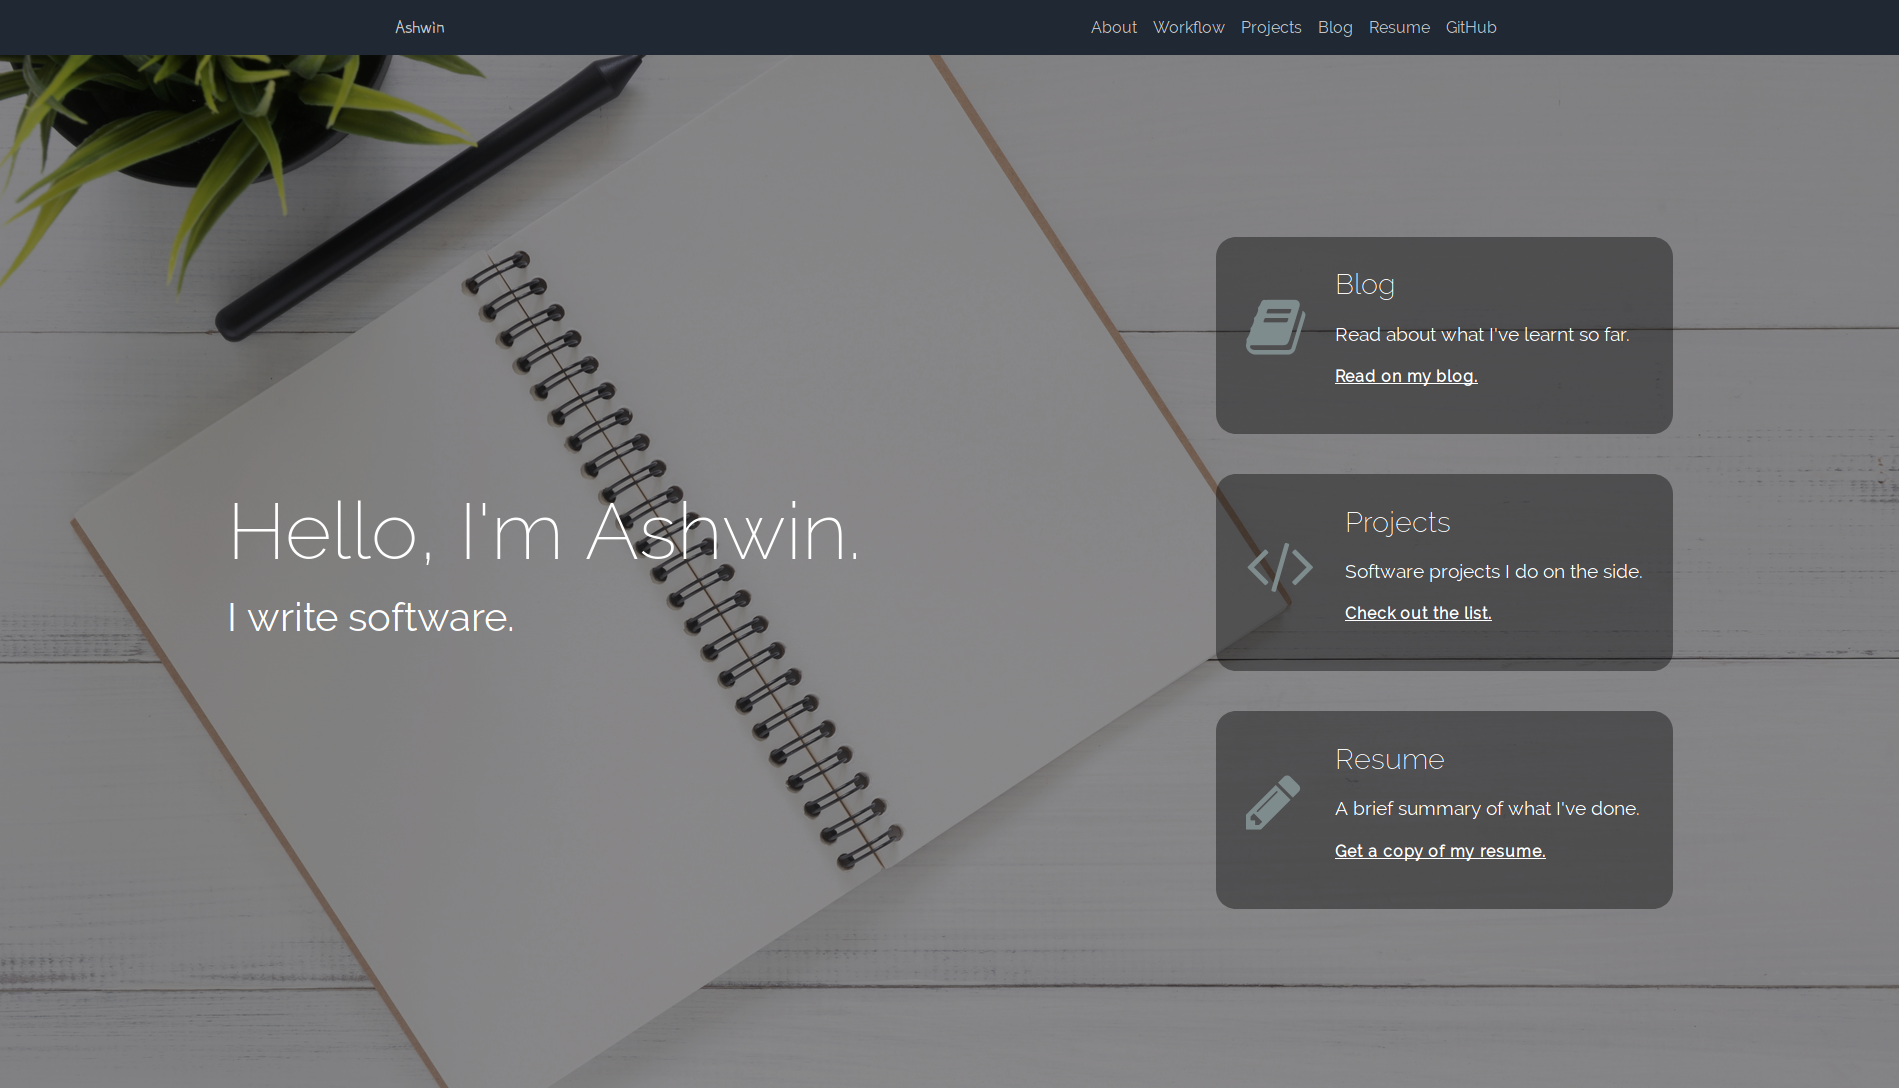 Ashwin
About Workflow Projects Blog Resume GitHub
Hello, I'm Ashwin.
I write software.
Blog
Read about what I've learnt so far.
Read on my blog.
Projects
Software projects I do on the side.
Check out the list.
Resume
A brief summary of what I've done.
Get a copy of my resume.